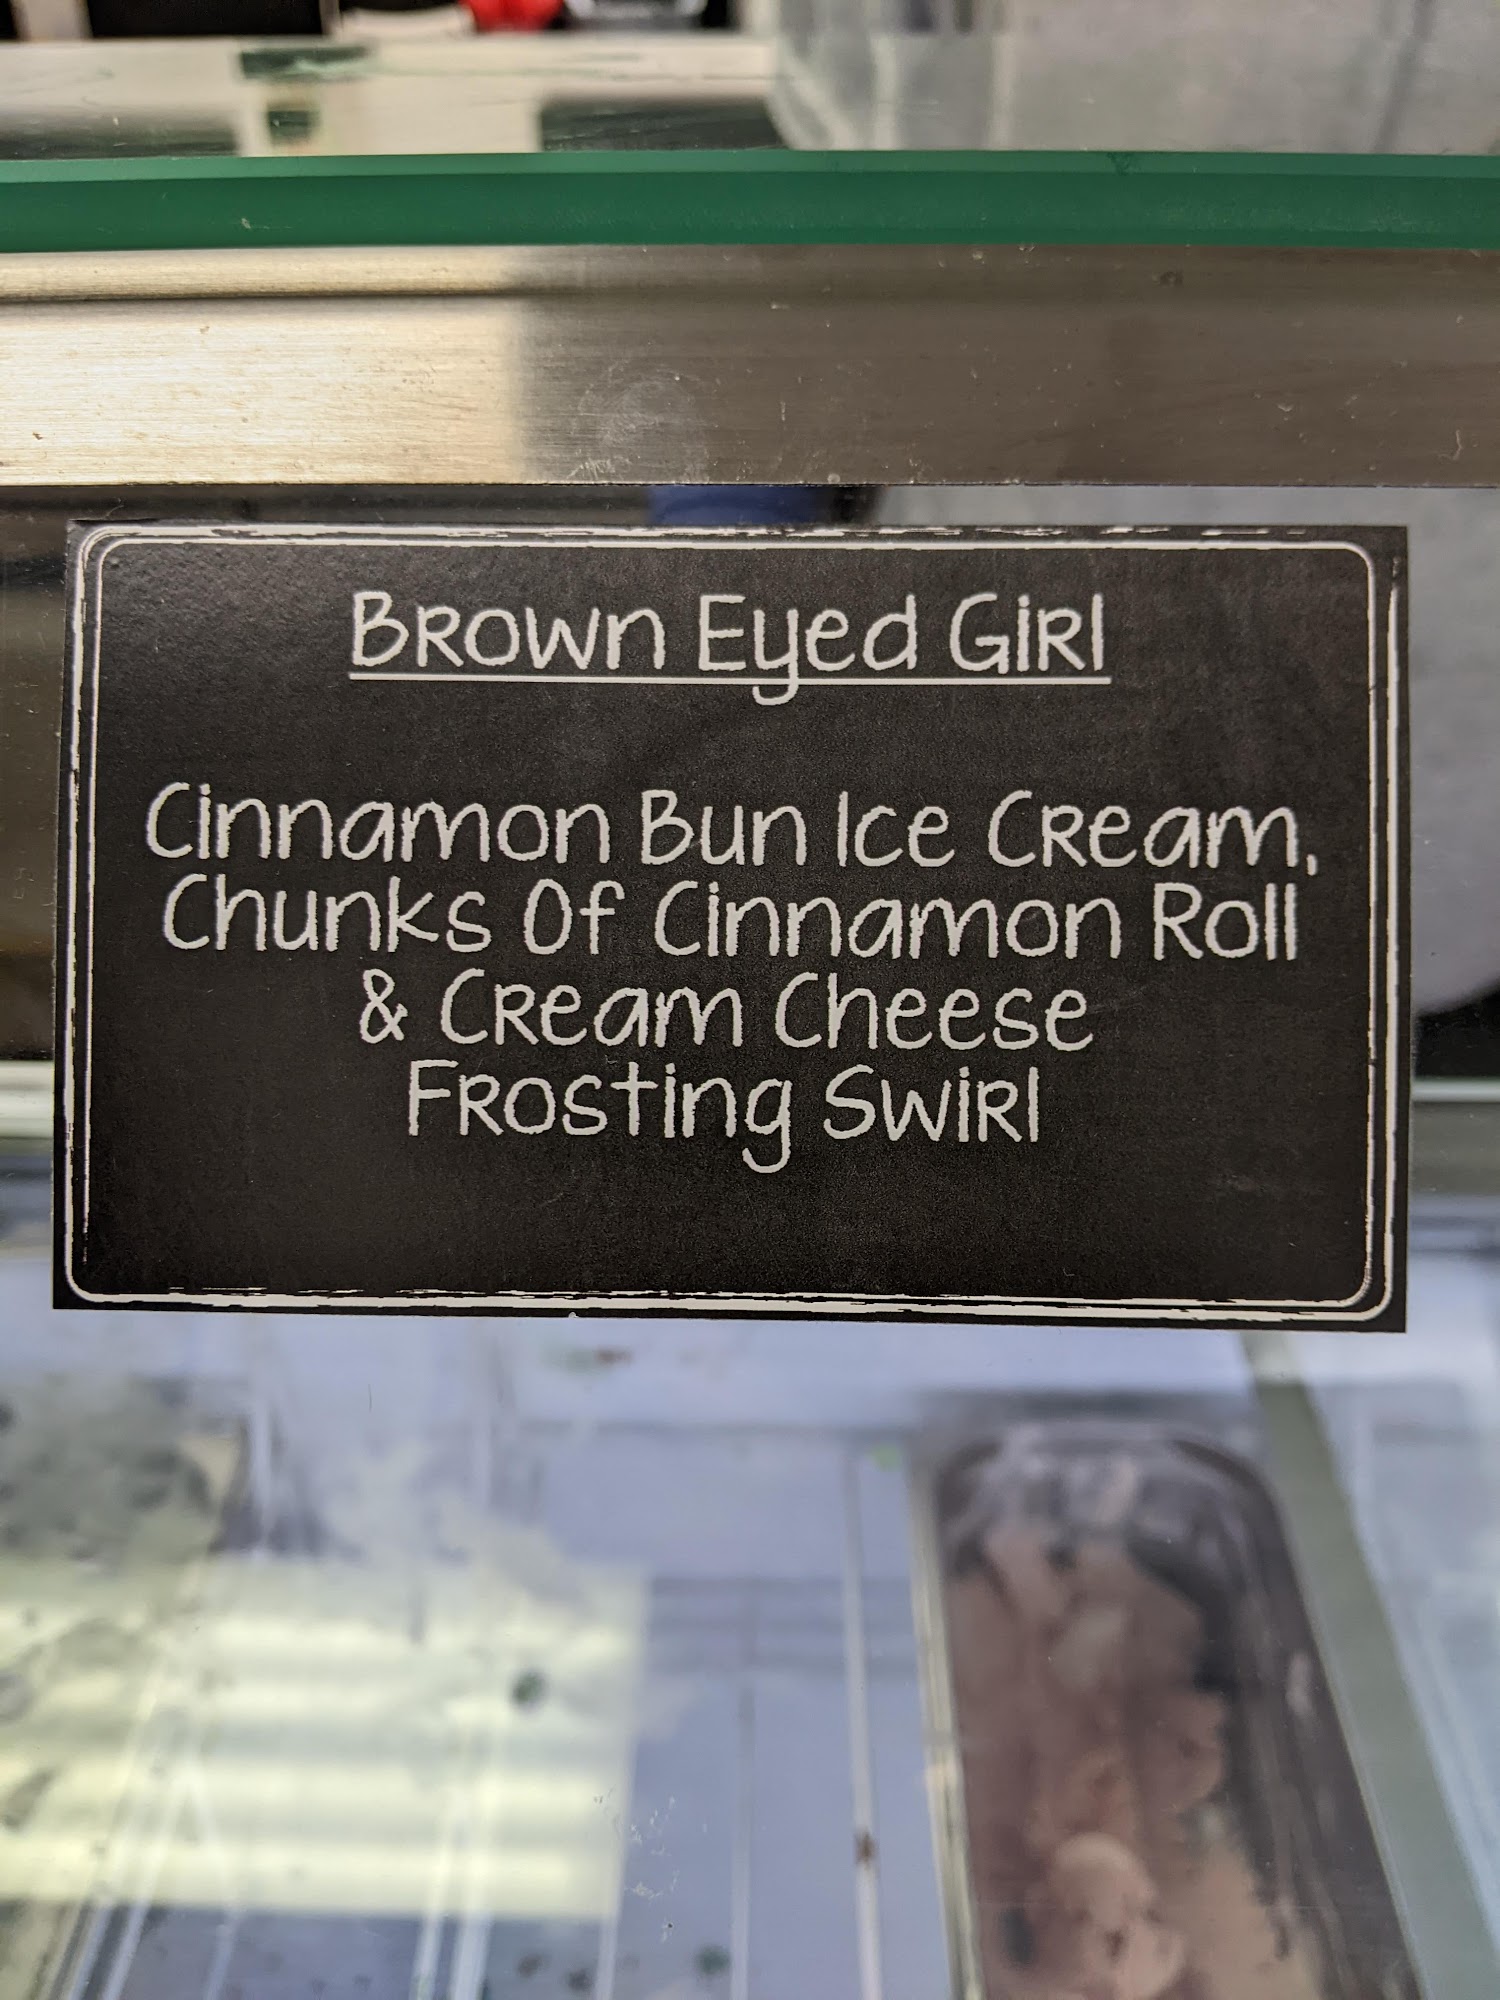 Brown Eyed Girl
Cinnamon Bun Ice Cream,
Chunks Of Cinnamon Roll
& Cream Cheese
Frosting Swirl